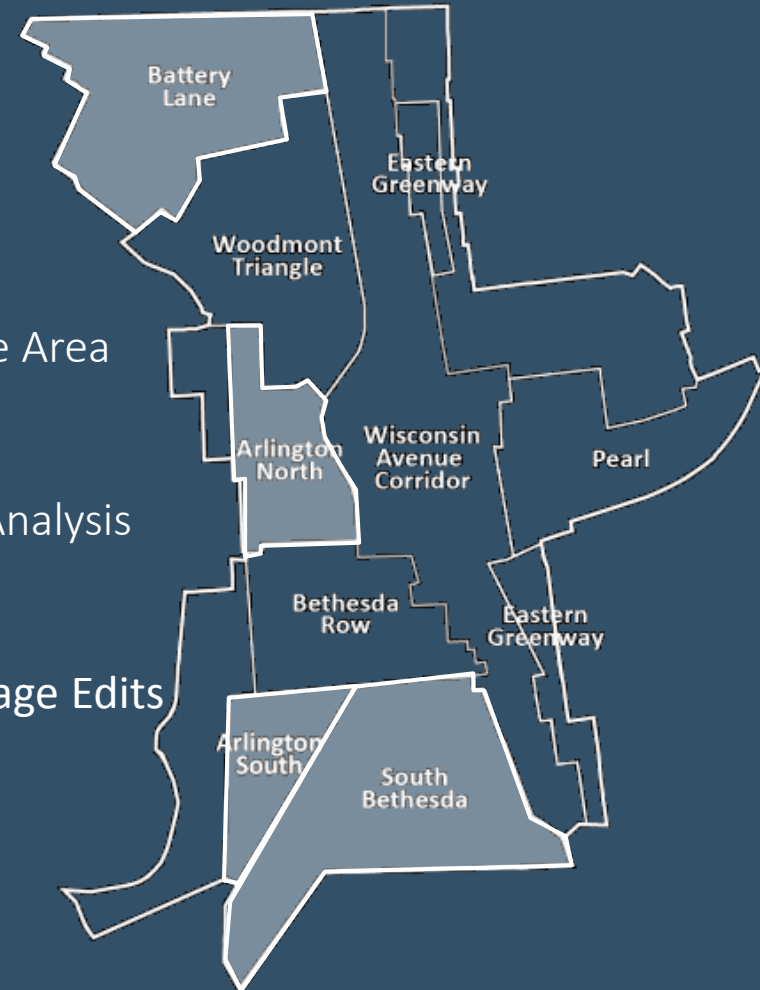 Battery
Lane
Eastern
Greenway
Woodmont
Triangle
Area
Arlington
North
Wisconsin
Avenue
Corridor
Pearl
Analysis
Bethesda
Row
Eastern
Greenway
Edits
Arlington
South
South
Bethesda